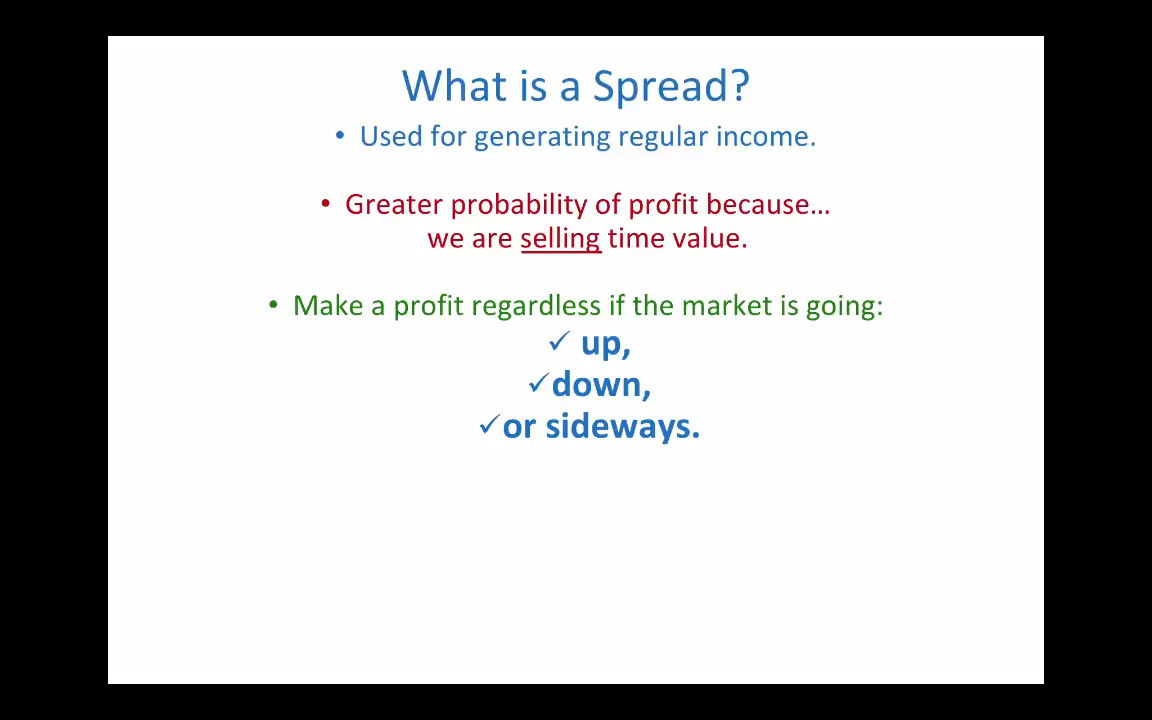 What is a Spread?
• Used for generating regular income.
• Greater probability of profit because…
we are selling time value.
• Make a profit regardless if the market is going:
✓ up,
✓down,
✓or sideways.